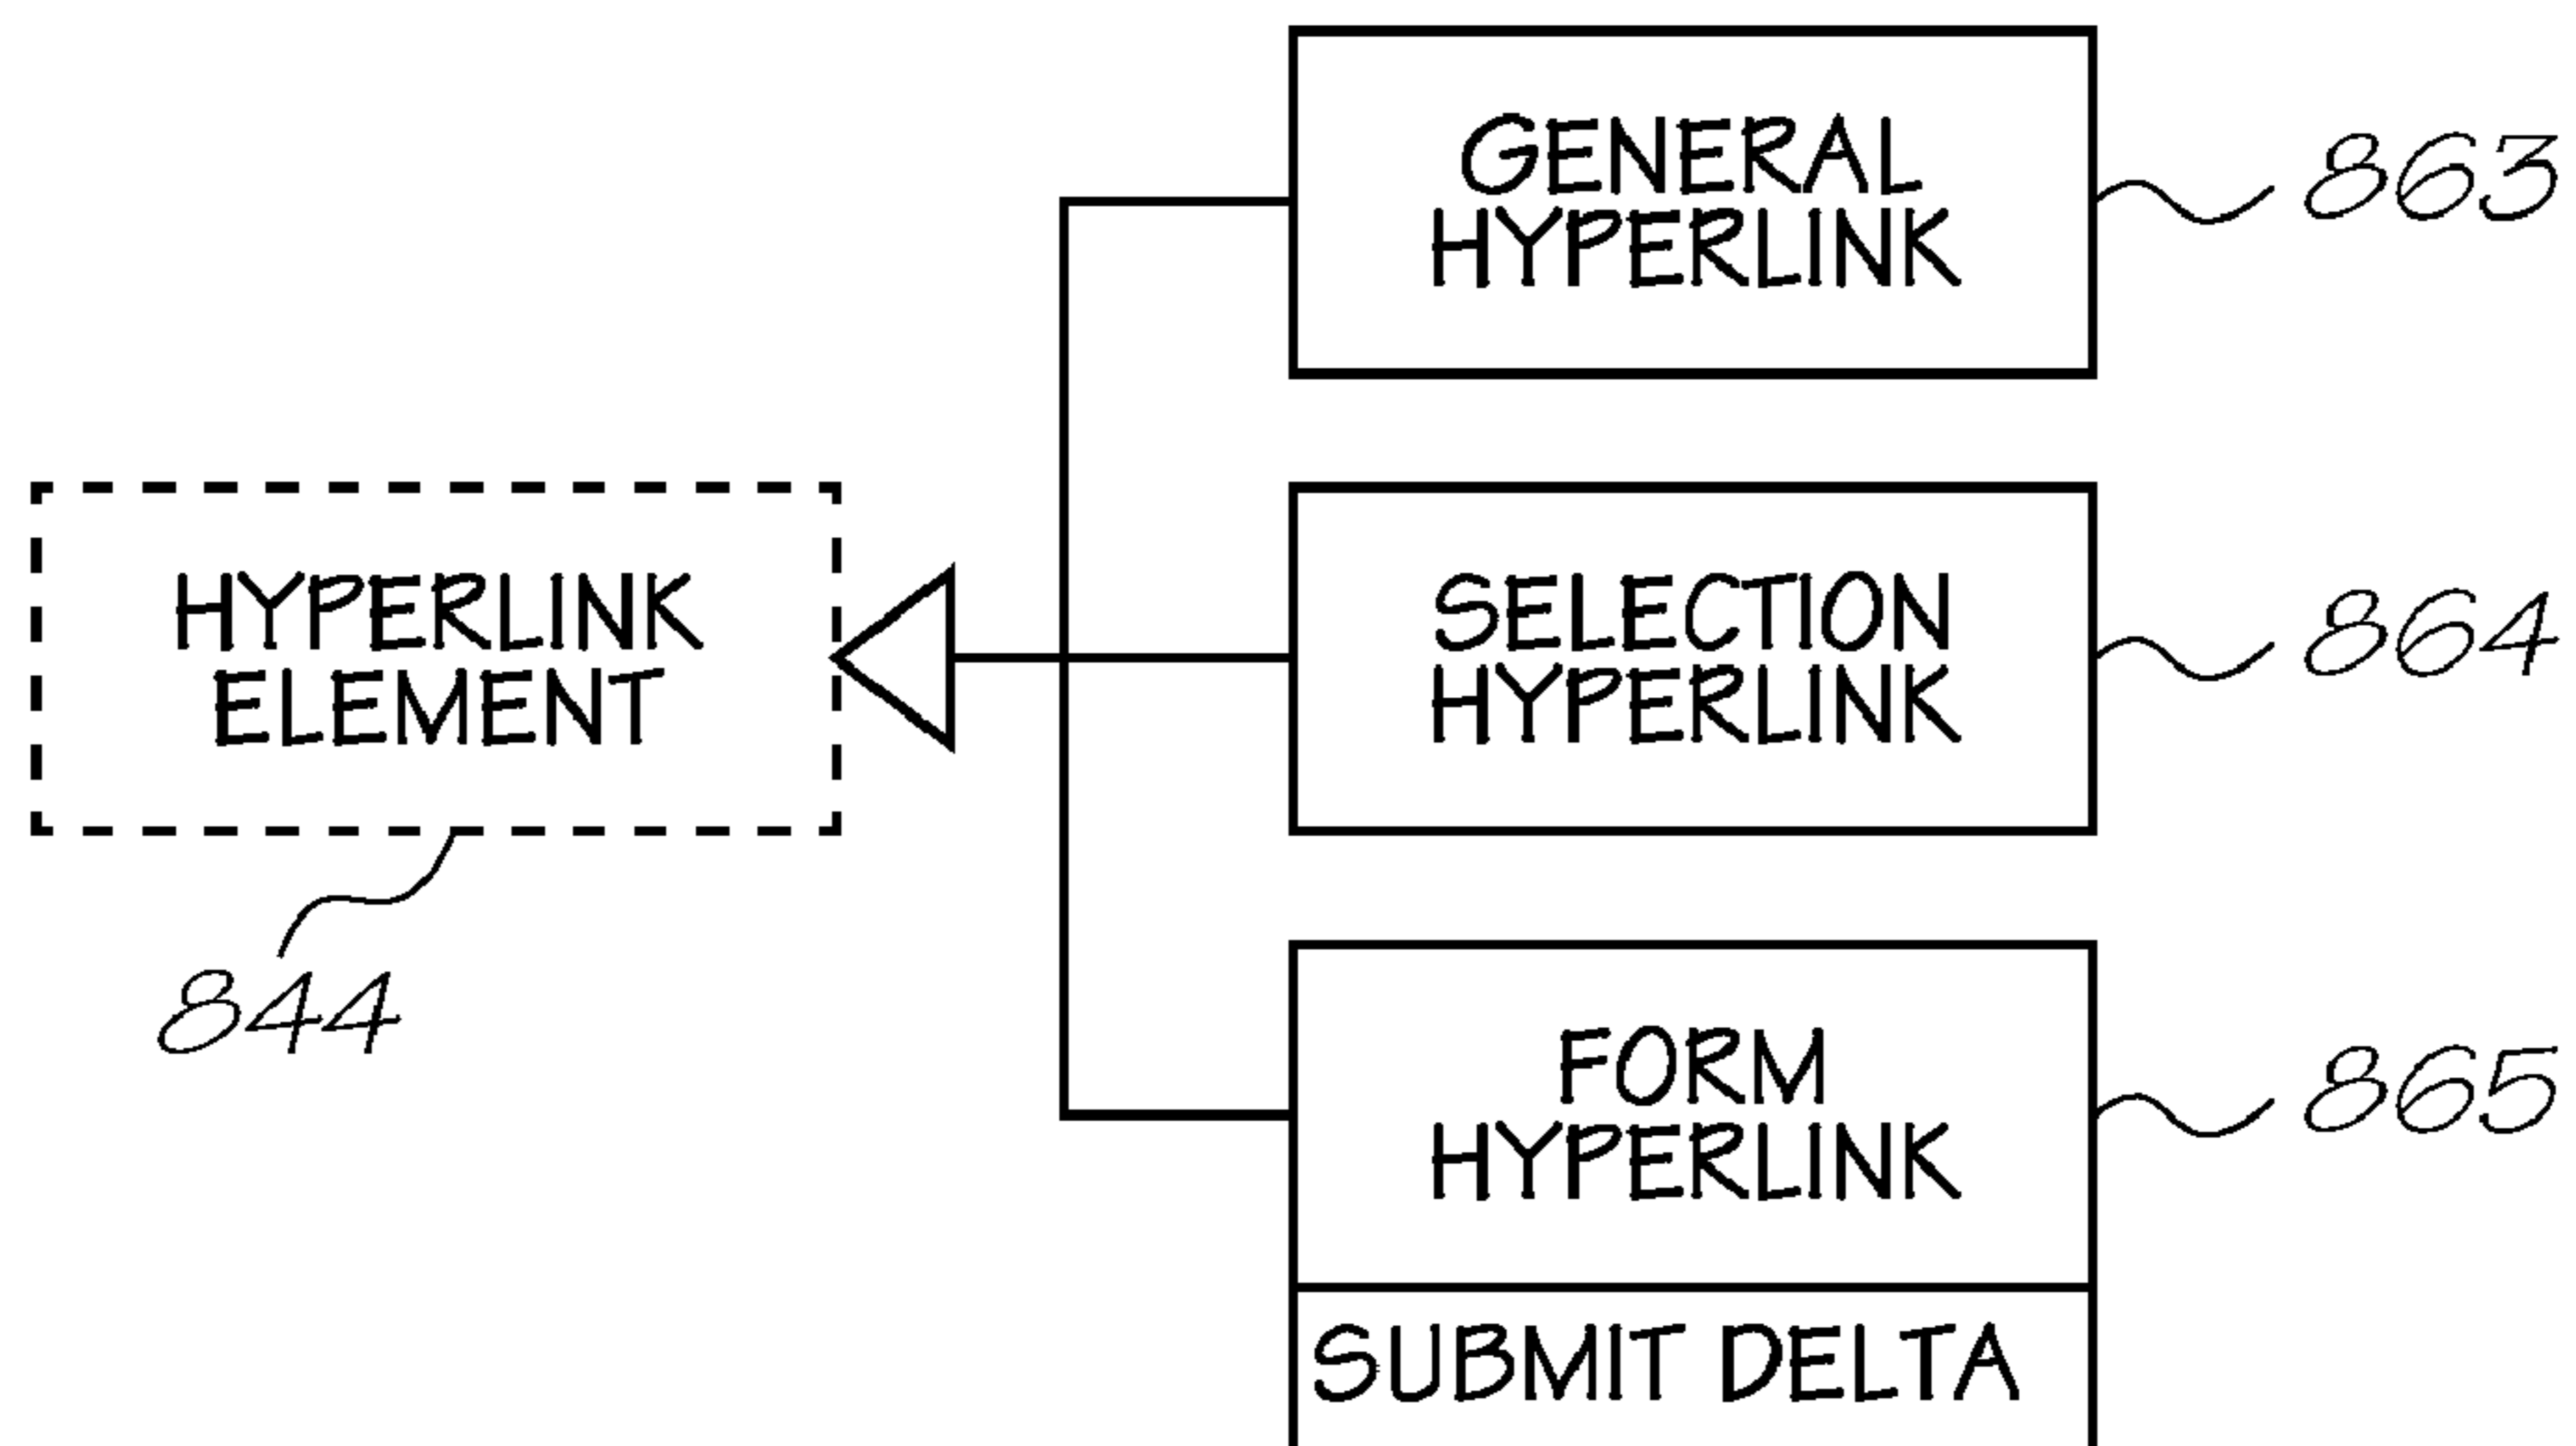 GENERAL
HYPERLINK
863
HYPERLINK
ELEMENT
844
SELECTION
HYPERLINK
864
FORM
HYPERLINK
865
SUBMIT DELTA